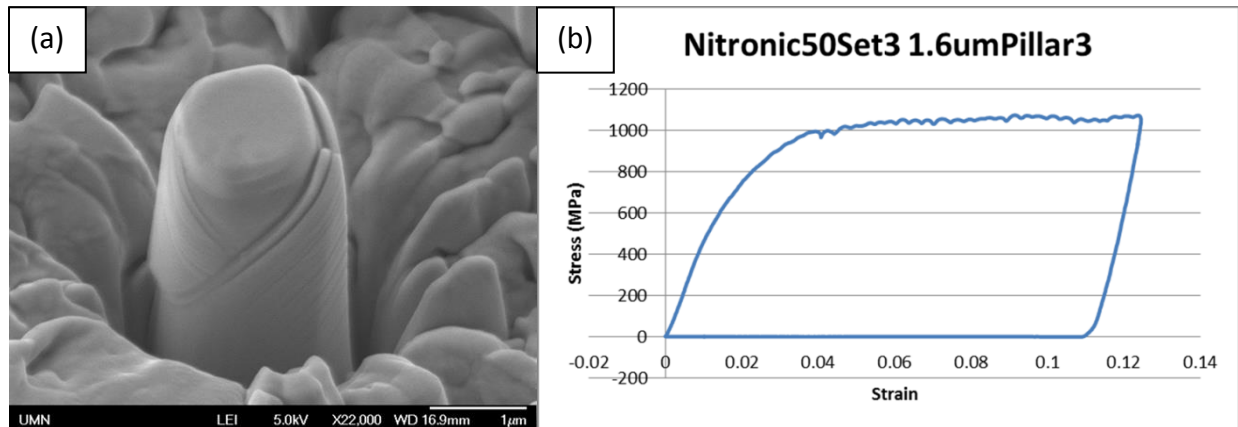 (a)
UMN LEI 5.0kV X22,000 WD 16.9mm 1μm
(b)
Nitronic50Set3 1.6umPillar3
1200
1000
800
600
400
200
0
-200
-0.02 0 0.02 0.04 0.06 0.08 0.1 0.12 0.14
Stress (MPa)
Strain